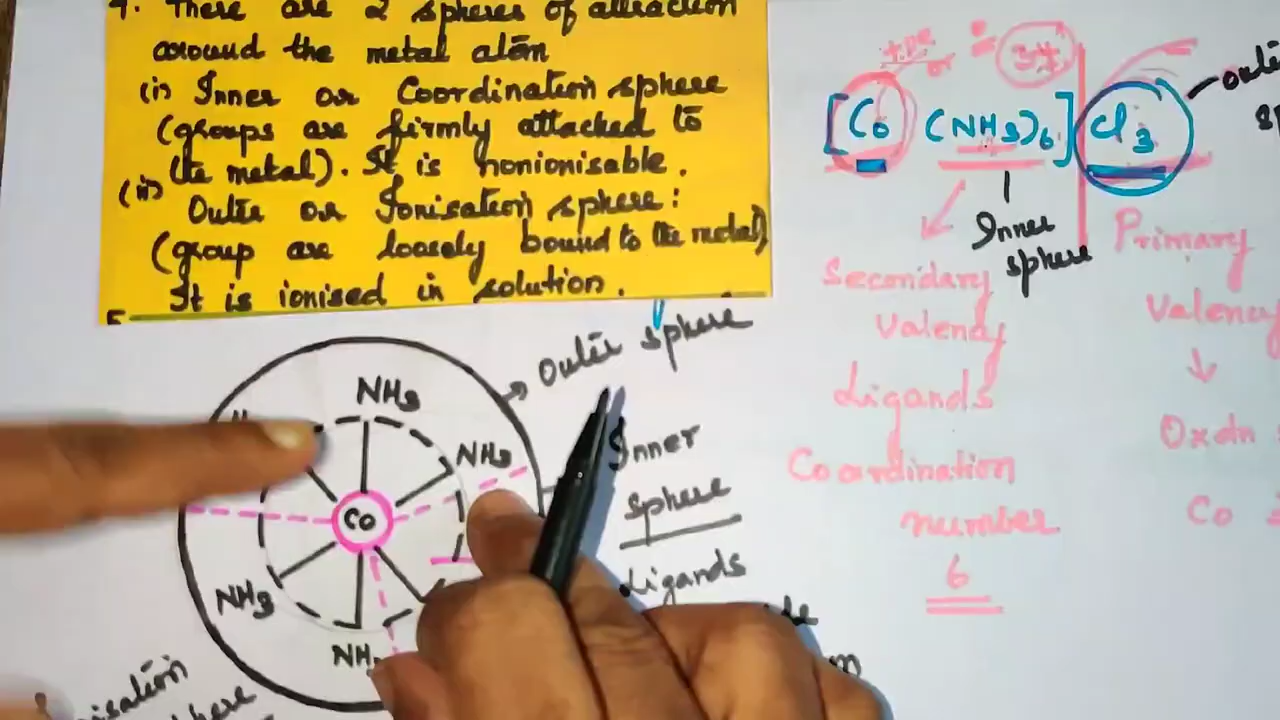 4. There are 2 spheres of attraction
around the metal atom
(i) Inner or Coordination sphere
(groups are firmly attached to
the metal). It is nonionisable.
(ii) Outer or Ionisation sphere:
(group are loosely bound to the metal)
It is ionised in solution.
[Co (NH3)6] Cl3
Inner
sphere
Secondary
Valency
Ligands
Coordination
number
6
Primary
Valency
Oxdn
Co
Outer sphere
Inner
sphere
Ligands
NH3
NH3
Co
NH3
NH3